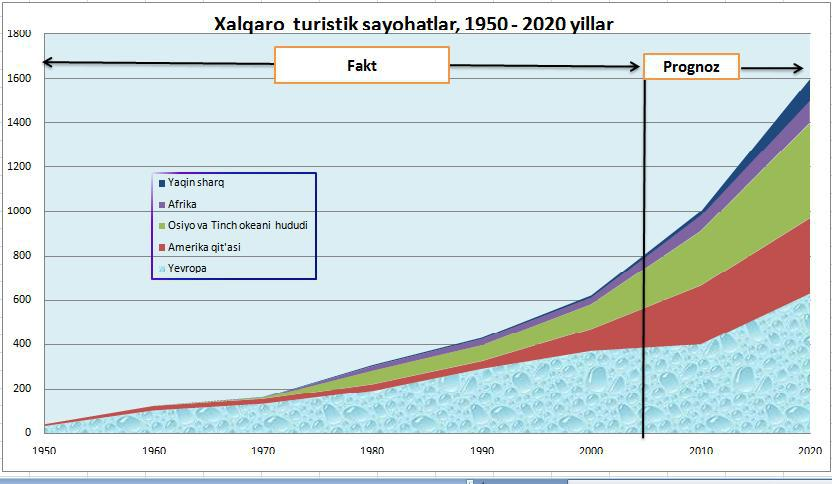 Xalqaro turistik sayohatlar, 1950 - 2020 yillar
1800
1600
1400
1200
1000
800
600
400
200
0
Fakt
Prognoz
Yaqin sharq
Afrika
Osiyo va Tinch okeani hududi
Amerika qit'asi
Yevropa
1950 1960 1970 1980 1990 2000 2010 2020